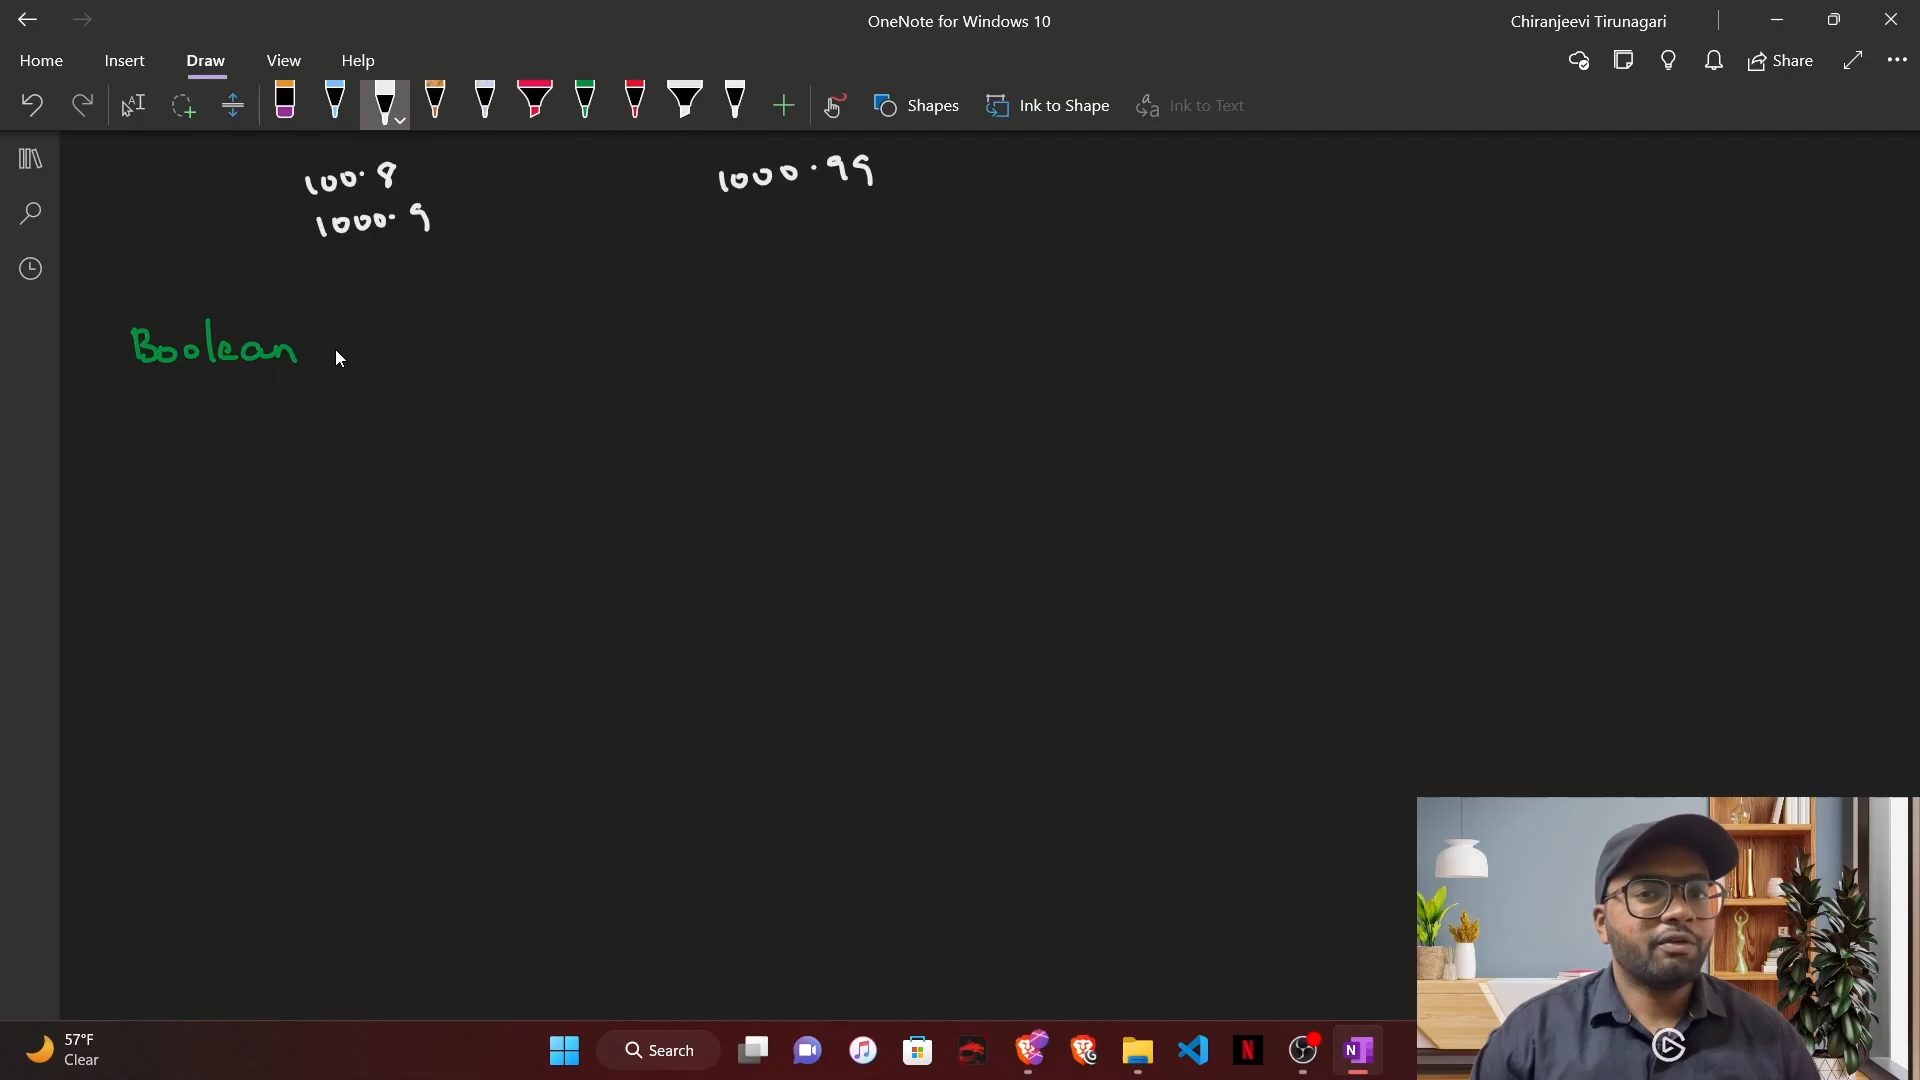 OneNote for Windows 10
Chiranjeevi Tirunagari
Home Insert Draw View Help
Share
Shapes
Ink to Shape
Ink to Text
100.8
1000.9
1000.99
Boolean
57°F
Clear
Search